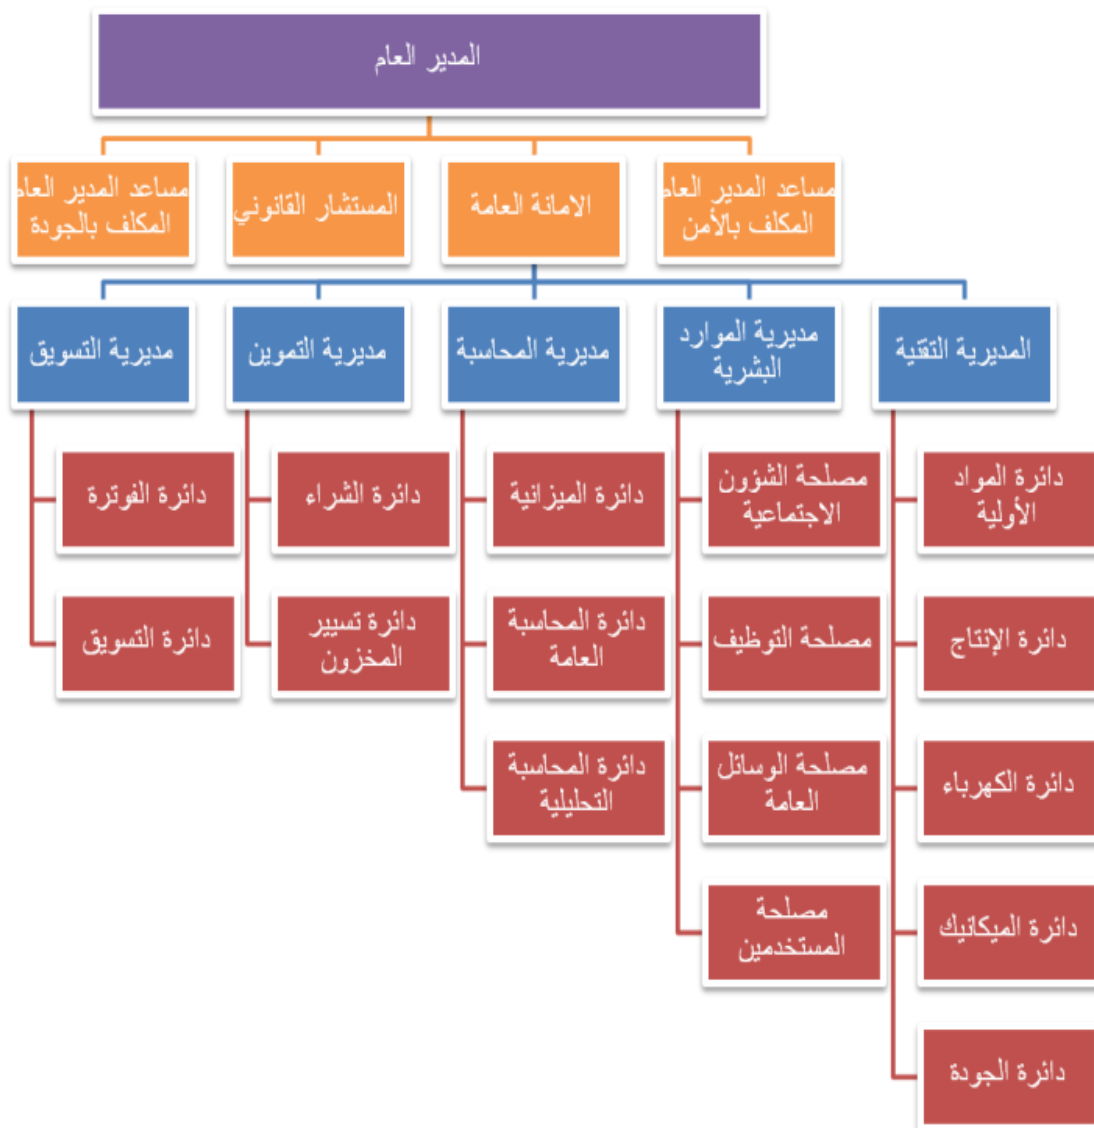 المدير العام
مساعد المدير العام
المكلف بالأمن
الامانة العامة
المستشار القانوني
مساعد المدير العام
المكلف بالجودة
المديرية التقنية
مديرية الموارد
البشرية
مديرية المحاسبة
مديرية التموين
مديرية التسويق
دائرة المواد
الأولية
دائرة الإنتاج
دائرة الكهرباء
دائرة الميكانيك
دائرة الجودة
مصلحة الشؤون
الاجتماعية
مصلحة التوظيف
مصلحة الوسائل
العامة
مصلحة
المستخدمين
دائرة الميزانية
دائرة المحاسبة
العامة
دائرة المحاسبة
التحليلية
دائرة الشراء
دائرة تسيير
المخزون
دائرة الفوترة
دائرة التسويق